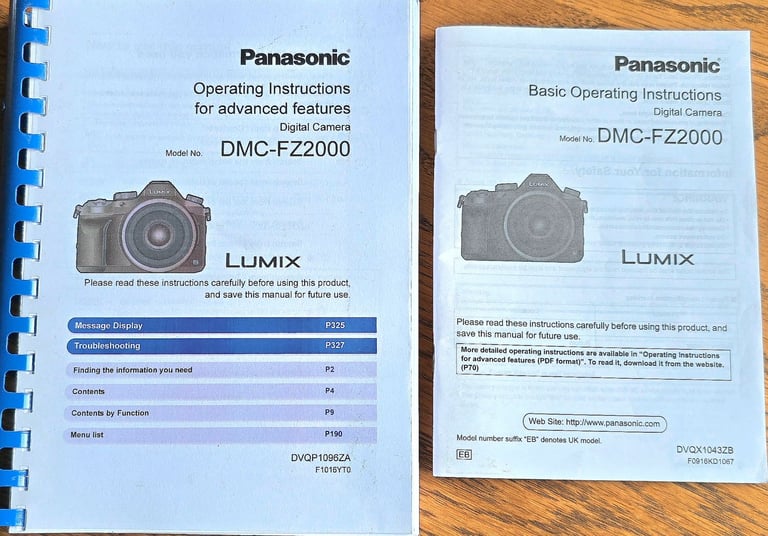 Panasonic
Operating Instructions
for advanced features
Digital Camera
Model No. DMC-FZ2000
LUMIX
LUMIX
Please read these instructions carefully before using this product,
and save this manual for future use.
Message Display P325
Troubleshooting P327
Finding the information you need P2
Contents P4
Contents by Function P9
Menu list P190
DVQP1096ZA
F1016YT0
Panasonic
Basic Operating Instructions
Digital Camera
Model No. DMC-FZ2000
LUMIX
LUMIX
Please read these instructions carefully before using this product, and
save this manual for future use.
More detailed operating instructions are available in "Operating Instructions
for advanced features (PDF format)". To read it, download it from the website.
(P70)
Web Site: http://www.panasonic.com
Model number suffix "EB" denotes UK model.
EB
DVQX1043ZB
F0916KD1067